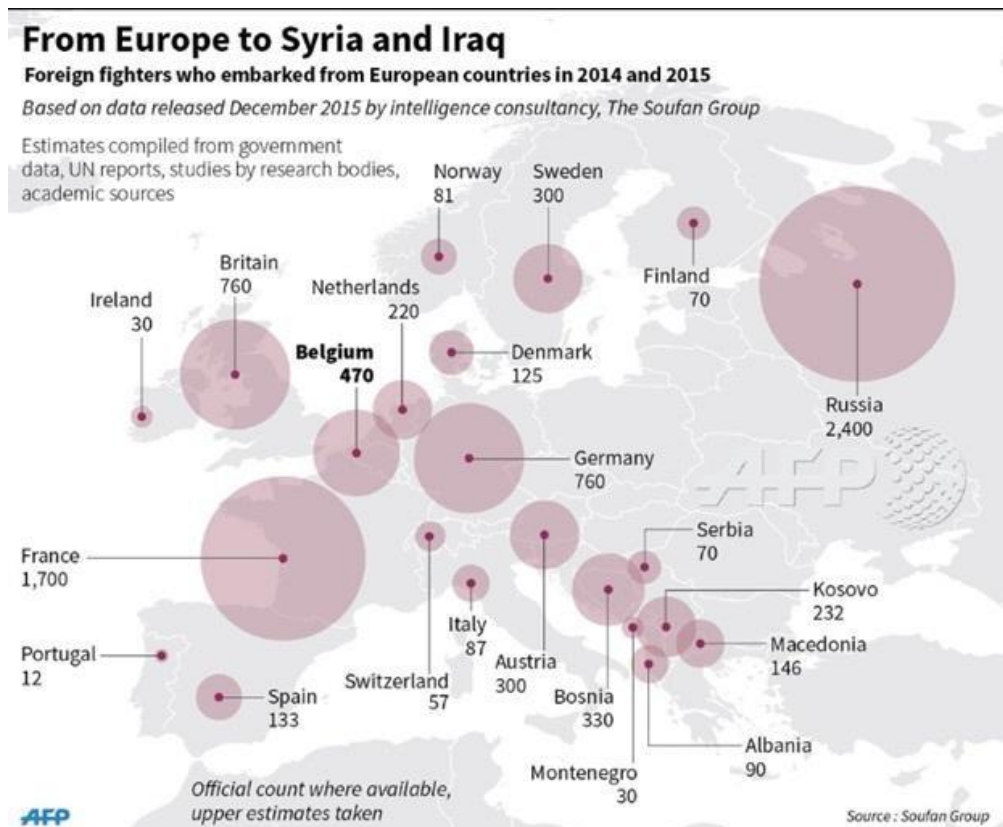 From Europe to Syria and Iraq
Foreign fighters who embarked from European countries in 2014 and 2015
Based on data released December 2015 by intelligence consultancy, The Soufan Group
Estimates compiled from government
data, UN reports, studies by research bodies,
academic sources
Norway
81
Sweden
300
Finland
70
Britain
760
Ireland
30
Netherlands
220
Belgium
470
Denmark
125
Russia
2,400
Germany
760
AFP
France
1,700
Serbia
70
Kosovo
232
Macedonia
146
Italy
87
Austria
300
Switzerland
57
Portugal
12
Spain
133
Bosnia
330
Albania
90
Montenegro
30
Official count where available,
upper estimates taken
AFP
Source : Soufan Group